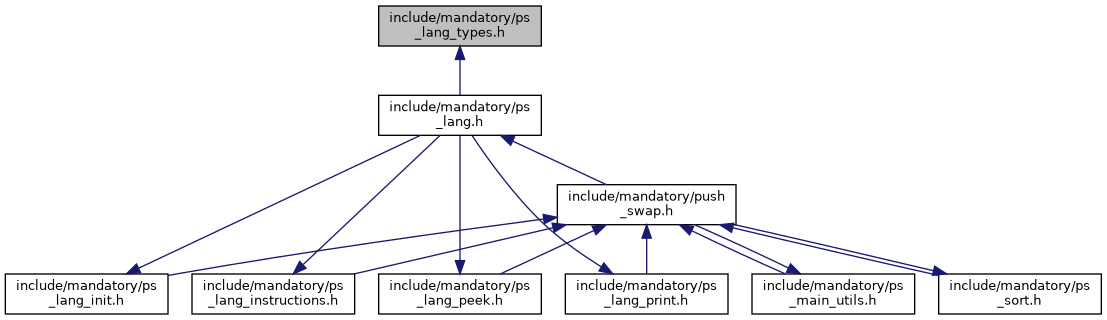 include/mandatory/ps
_lang_types.h
include/mandatory/ps
_lang.h
include/mandatory/push
_swap.h
include/mandatory/ps
_lang_init.h
include/mandatory/ps
_lang_instructions.h
include/mandatory/ps
_lang_peek.h
include/mandatory/ps
_lang_print.h
include/mandatory/ps
_main_utils.h
include/mandatory/ps
_sort.h